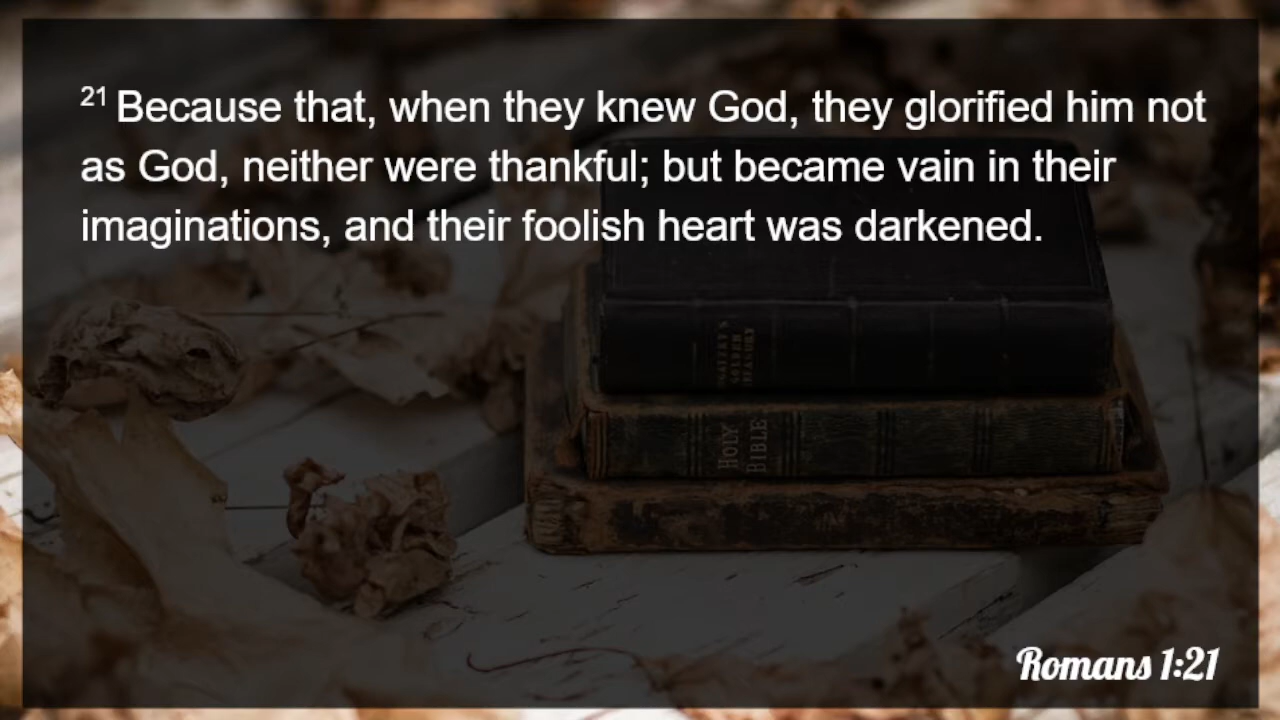 21 Because that, when they knew God, they glorified him not
as God, neither were thankful; but became vain in their
imaginations, and their foolish heart was darkened.
HOLY
BIBLE
Romans 1:21